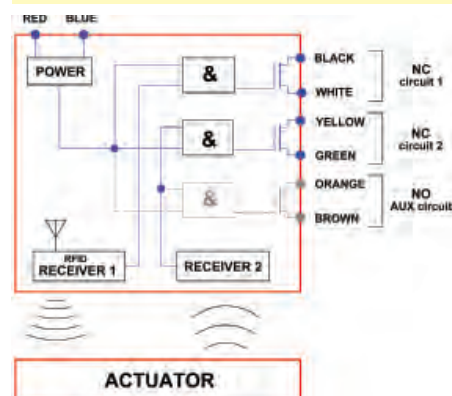 RED BLUE
POWER
&
BLACK
WHITE
NC
circuit 1
&
YELLOW
GREEN
NC
circuit 2
&
ORANGE
BROWN
NO
AUX circuit
RFID
RECEIVER 1
RECEIVER 2
ACTUATOR